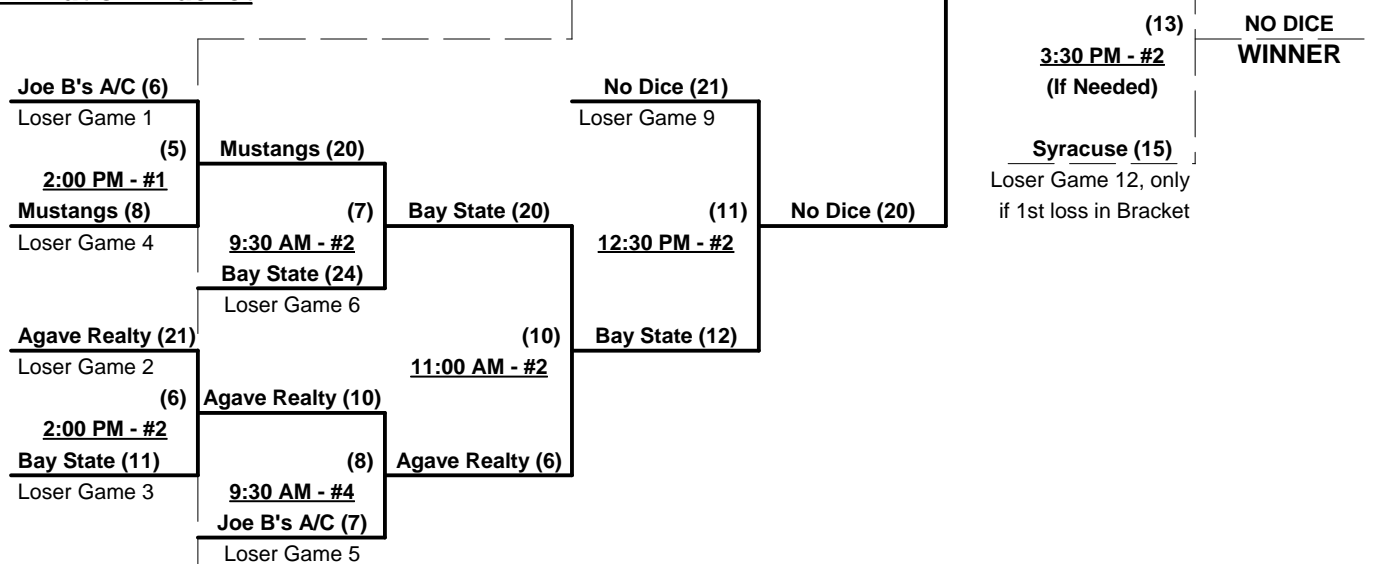 (13)
NO DICE
3:30 PM - #2
WINNER
(If Needed)
Joe B's A/C (6)
Loser Game 1
No Dice (21)
Loser Game 9
(5)
Mustangs (20)
2:00 PM - #1
Syracuse (15)
Loser Game 12, only
if 1st loss in Bracket
Mustangs (8)
Loser Game 4
(7)
Bay State (20)
9:30 AM - #2
(11)
No Dice (20)
12:30 PM - #2
Bay State (24)
Loser Game 6
Agave Realty (21)
Loser Game 2
(10)
Bay State (12)
11:00 AM - #2
(6)
Agave Realty (10)
2:00 PM - #2
Bay State (11)
Loser Game 3
(8)
Agave Realty (6)
9:30 AM - #4
Joe B's A/C (7)
Loser Game 5